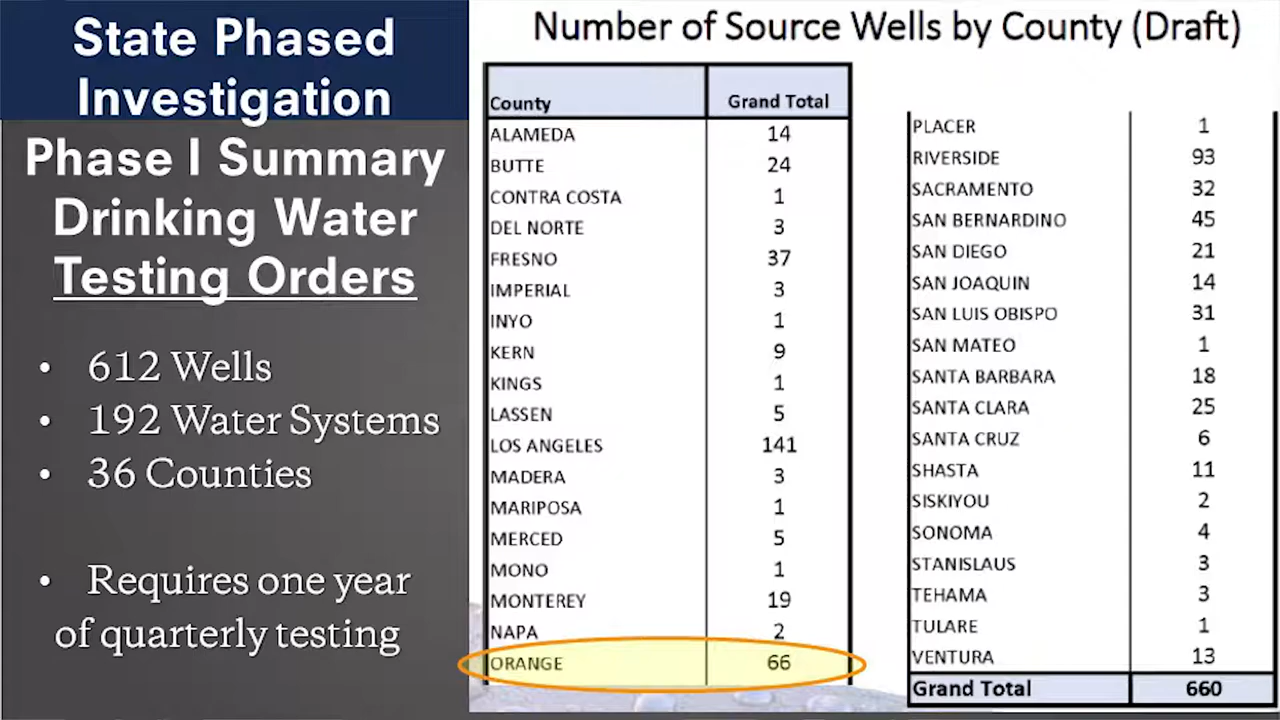 State Phased
Investigation
Phase I Summary
Drinking Water
Testing Orders
• 612 Wells
• 192 Water Systems
• 36 Counties
• Requires one year
of quarterly testing
Number of Source Wells by County (Draft)
County Grand Total
ALAMEDA 14
BUTTE 24
CONTRA COSTA 1
DEL NORTE 3
FRESNO 37
IMPERIAL 3
INYO 1
KERN 9
KINGS 1
LASSEN 5
LOS ANGELES 141
MADERA 3
MARIPOSA 1
MERCED 5
MONO 1
MONTEREY 19
NAPA 2
ORANGE 66
PLACER 1
RIVERSIDE 93
SACRAMENTO 32
SAN BERNARDINO 45
SAN DIEGO 21
SAN JOAQUIN 14
SAN LUIS OBISPO 31
SAN MATEO 1
SANTA BARBARA 18
SANTA CLARA 25
SANTA CRUZ 6
SHASTA 11
SISKIYOU 2
SONOMA 4
STANISLAUS 3
TEHAMA 3
TULARE 1
VENTURA 13
Grand Total 660